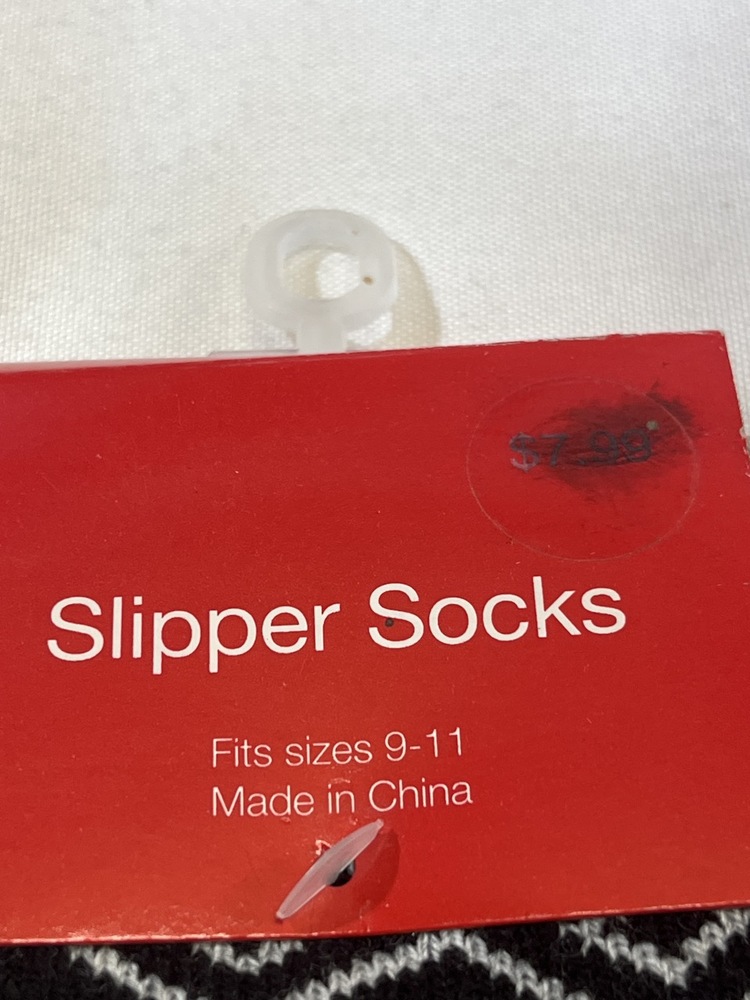 $7.99
Slipper Socks
Fits sizes 9-11
Made in China